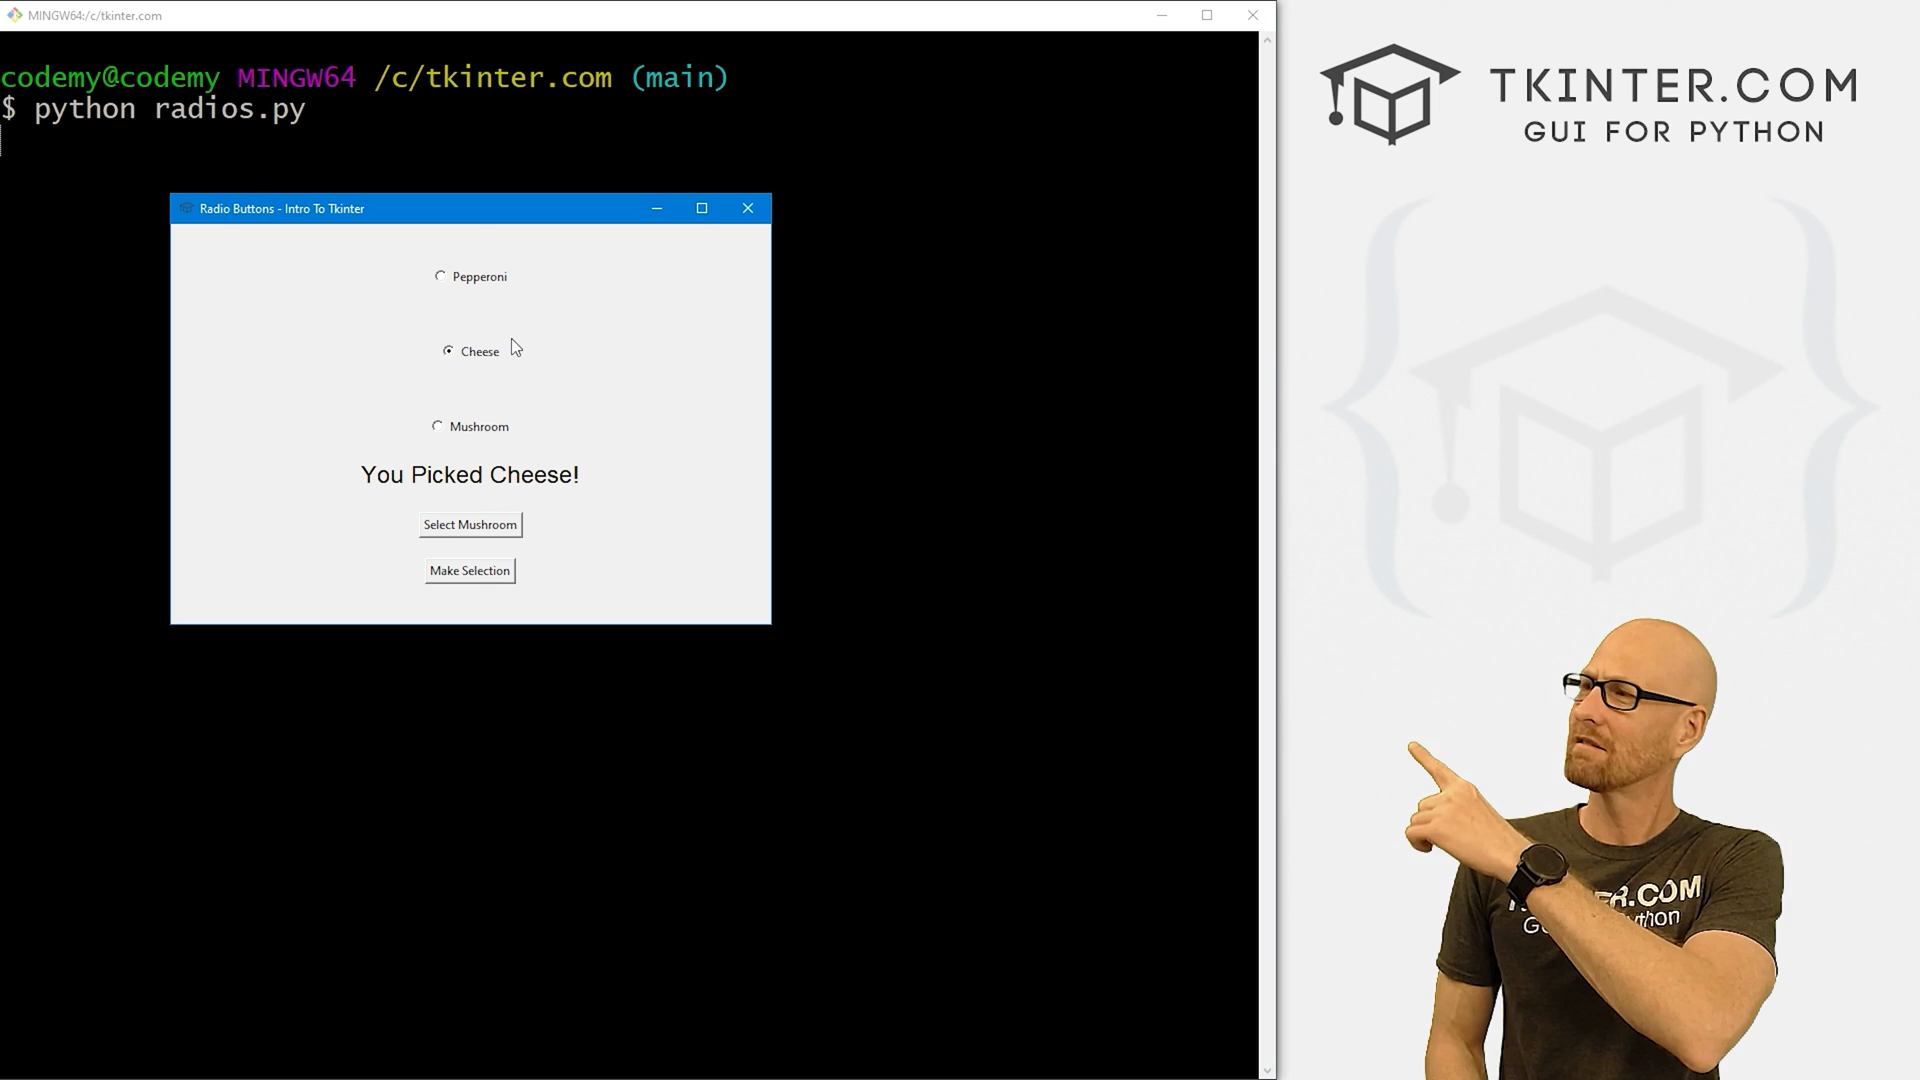 MINGW64:/c/tkinter.com
codemy@codemy MINGW64 /c/tkinter.com (main)
$ python radios.py
Radio Buttons - Intro To Tkinter
Pepperoni
Cheese
Mushroom
You Picked Cheese!
Select Mushroom
Make Selection
TKINTER.COM
GUI FOR PYTHON